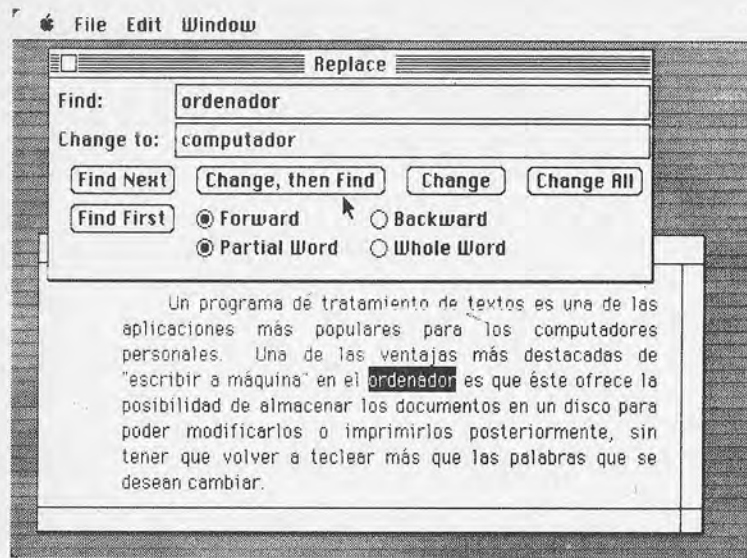 File Edit Window
Replace
Find: ordenador
Change to: computador
Find Next Change, then Find Change Change All
Find First Forward Backward
Partial Word Whole Word
Un programa de tratamiento de textos es una de las
aplicaciones más populares para los computadores
personales. Una de las ventajas más destacadas de
"escribir a máquina" en el ordenador es que éste ofrece la
posibilidad de almacenar los documentos en un disco para
poder modificarlos o imprimirlos posteriormente, sin
tener que volver a teclear más que las palabras que se
desean cambiar.